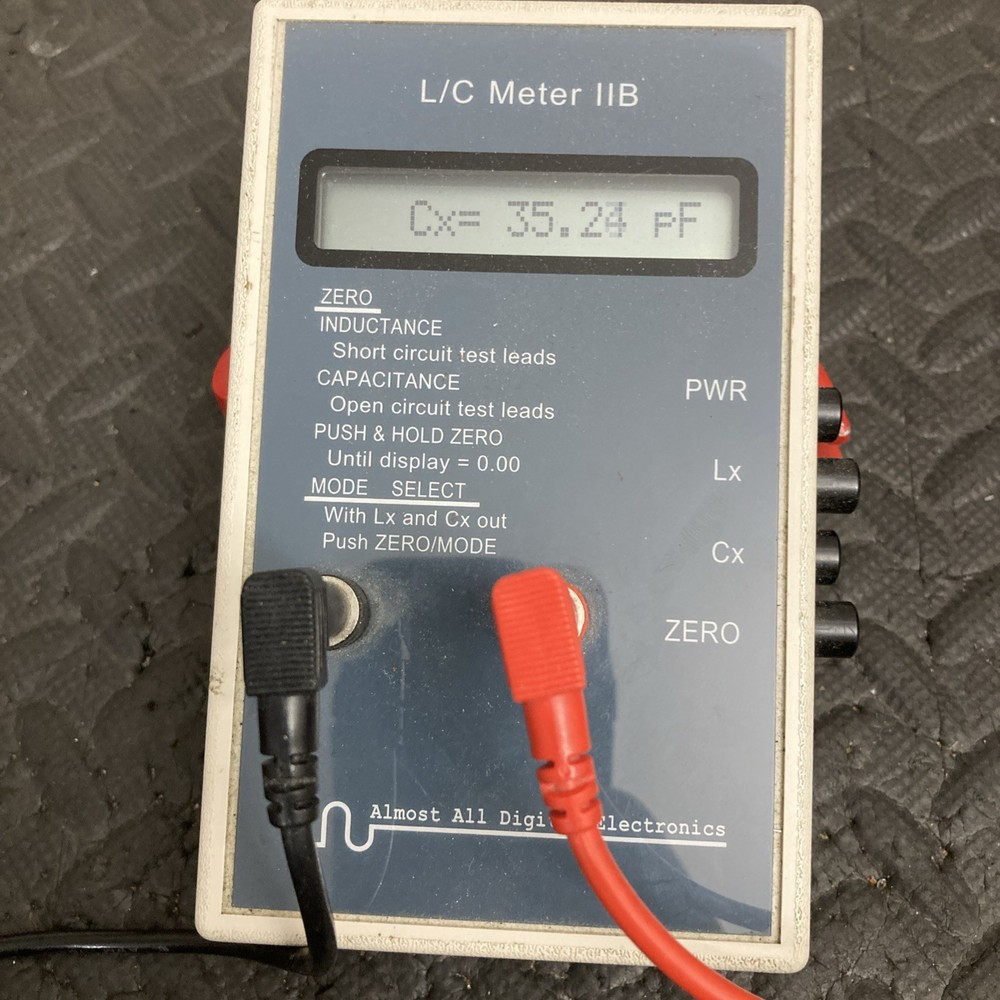 L/C Meter IIB
Cx= 35.24 pF
ZERO
INDUCTANCE
Short circuit test leads
CAPACITANCE
Open circuit test leads
PUSH & HOLD ZERO
Until display = 0.00
MODE SELECT
With Lx and Cx out
Push ZERO/MODE
PWR
Lx
Cx
ZERO
Almost All